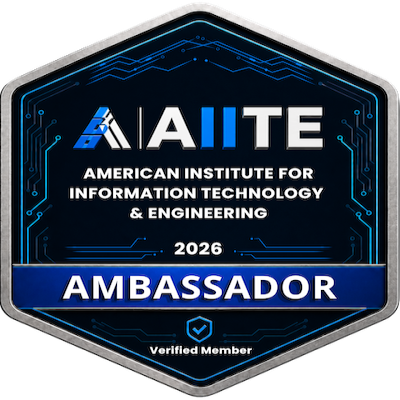 AIITE
AMERICAN INSTITUTE FOR
INFORMATION TECHNOLOGY
& ENGINEERING
2026
AMBASSADOR
Verified Member